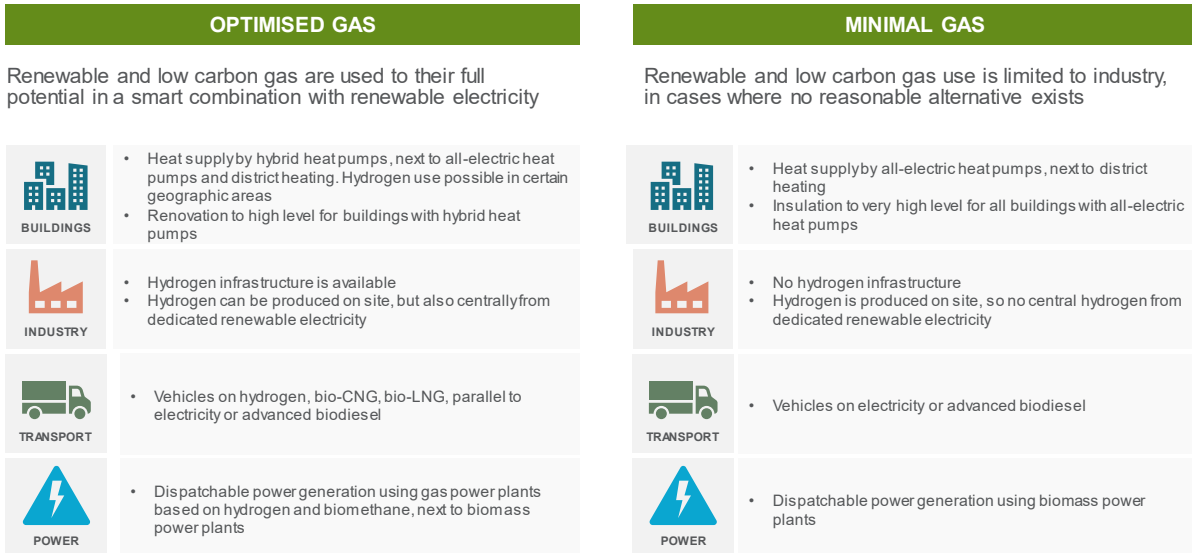 OPTIMISED GAS
Renewable and low carbon gas are used to their full
potential in a smart combination with renewable electricity
BUILDINGS
• Heat supply by hybrid heat pumps, next to all-electric heat
pumps and district heating. Hydrogen use possible in certain
geographic areas
• Renovation to high level for buildings with hybrid heat
pumps
INDUSTRY
• Hydrogen infrastructure is available
• Hydrogen can be produced on site, but also centrally from
dedicated renewable electricity
TRANSPORT
• Vehicles on hydrogen, bio-CNG, bio-LNG, parallel to
electricity or advanced biodiesel
POWER
• Dispatchable power generation using gas power plants
based on hydrogen and biomethane, next to biomass
power plants
MINIMAL GAS
Renewable and low carbon gas use is limited to industry,
in cases where no reasonable alternative exists
BUILDINGS
• Heat supply by all-electric heat pumps, next to district
heating
• Insulation to very high level for all buildings with all-electric
heat pumps
INDUSTRY
• No hydrogen infrastructure
• Hydrogen is produced on site, so no central hydrogen from
dedicated renewable electricity
TRANSPORT
• Vehicles on electricity or advanced biodiesel
POWER
• Dispatchable power generation using biomass power
plants